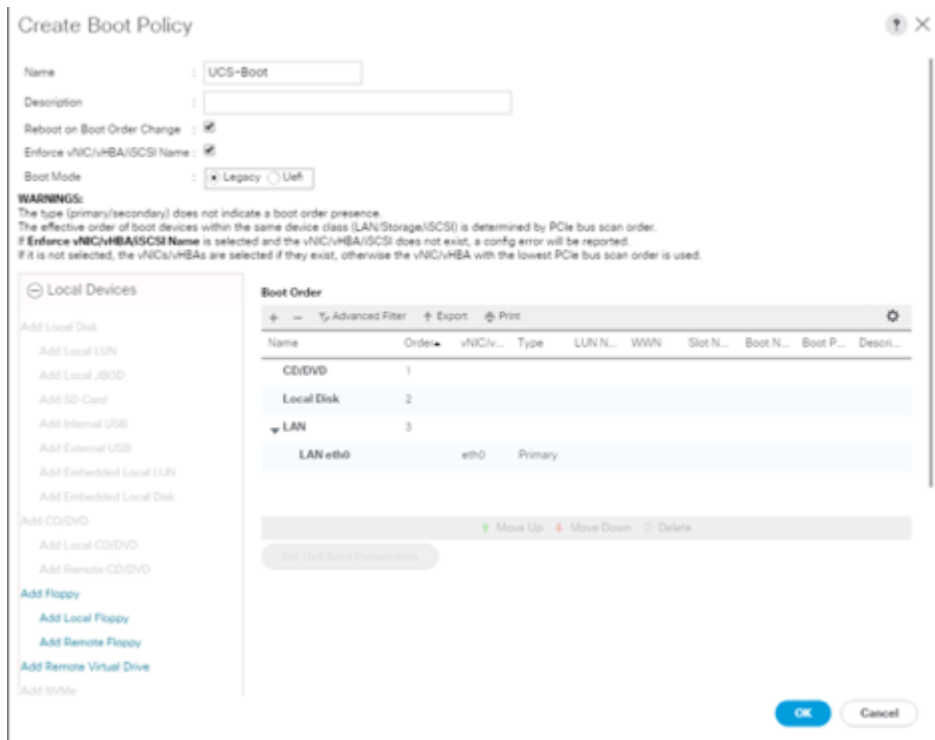 Create Boot Policy
? ×
Name : UCS-Boot
Description :
Reboot on Boot Order Change :
Enforce vNIC/vHBA/iSCSI Name :
Boot Mode : Legacy Uefi
WARNINGS:
The type (primary/secondary) does not indicate a boot order presence.
The effective order of boot devices within the same device class (LAN/Storage/iSCSI) is determined by PCIe bus scan order.
If Enforce vNIC/vHBA/iSCSI Name is selected and the vNIC/vHBA/iSCSI does not exist, a config error will be reported.
If it is not selected, the vNICs/vHBAs are selected if they exist, otherwise the vNIC/vHBA with the lowest PCIe bus scan order is used.
Local Devices
Add Local Disk
Add Local LUN
Add Local JBOD
Add SD Card
Add Internal USB
Add External USB
Add Embedded Local LUN
Add Embedded Local Disk
Add CD/DVD
Add Local CD/DVD
Add Remote CD/DVD
Add Floppy
Add Local Floppy
Add Remote Floppy
Add Remote Virtual Drive
Add NVMe
Boot Order
+ − Advanced Filter Export Print
Name Order vNIC/v... Type LUN N... WWN Slot N... Boot N... Boot P... Descri...
CD/DVD 1
Local Disk 2
LAN 3
LAN eth0 eth0 Primary
Move Up Move Down Delete
Set Uefi Boot Parameters
OK Cancel